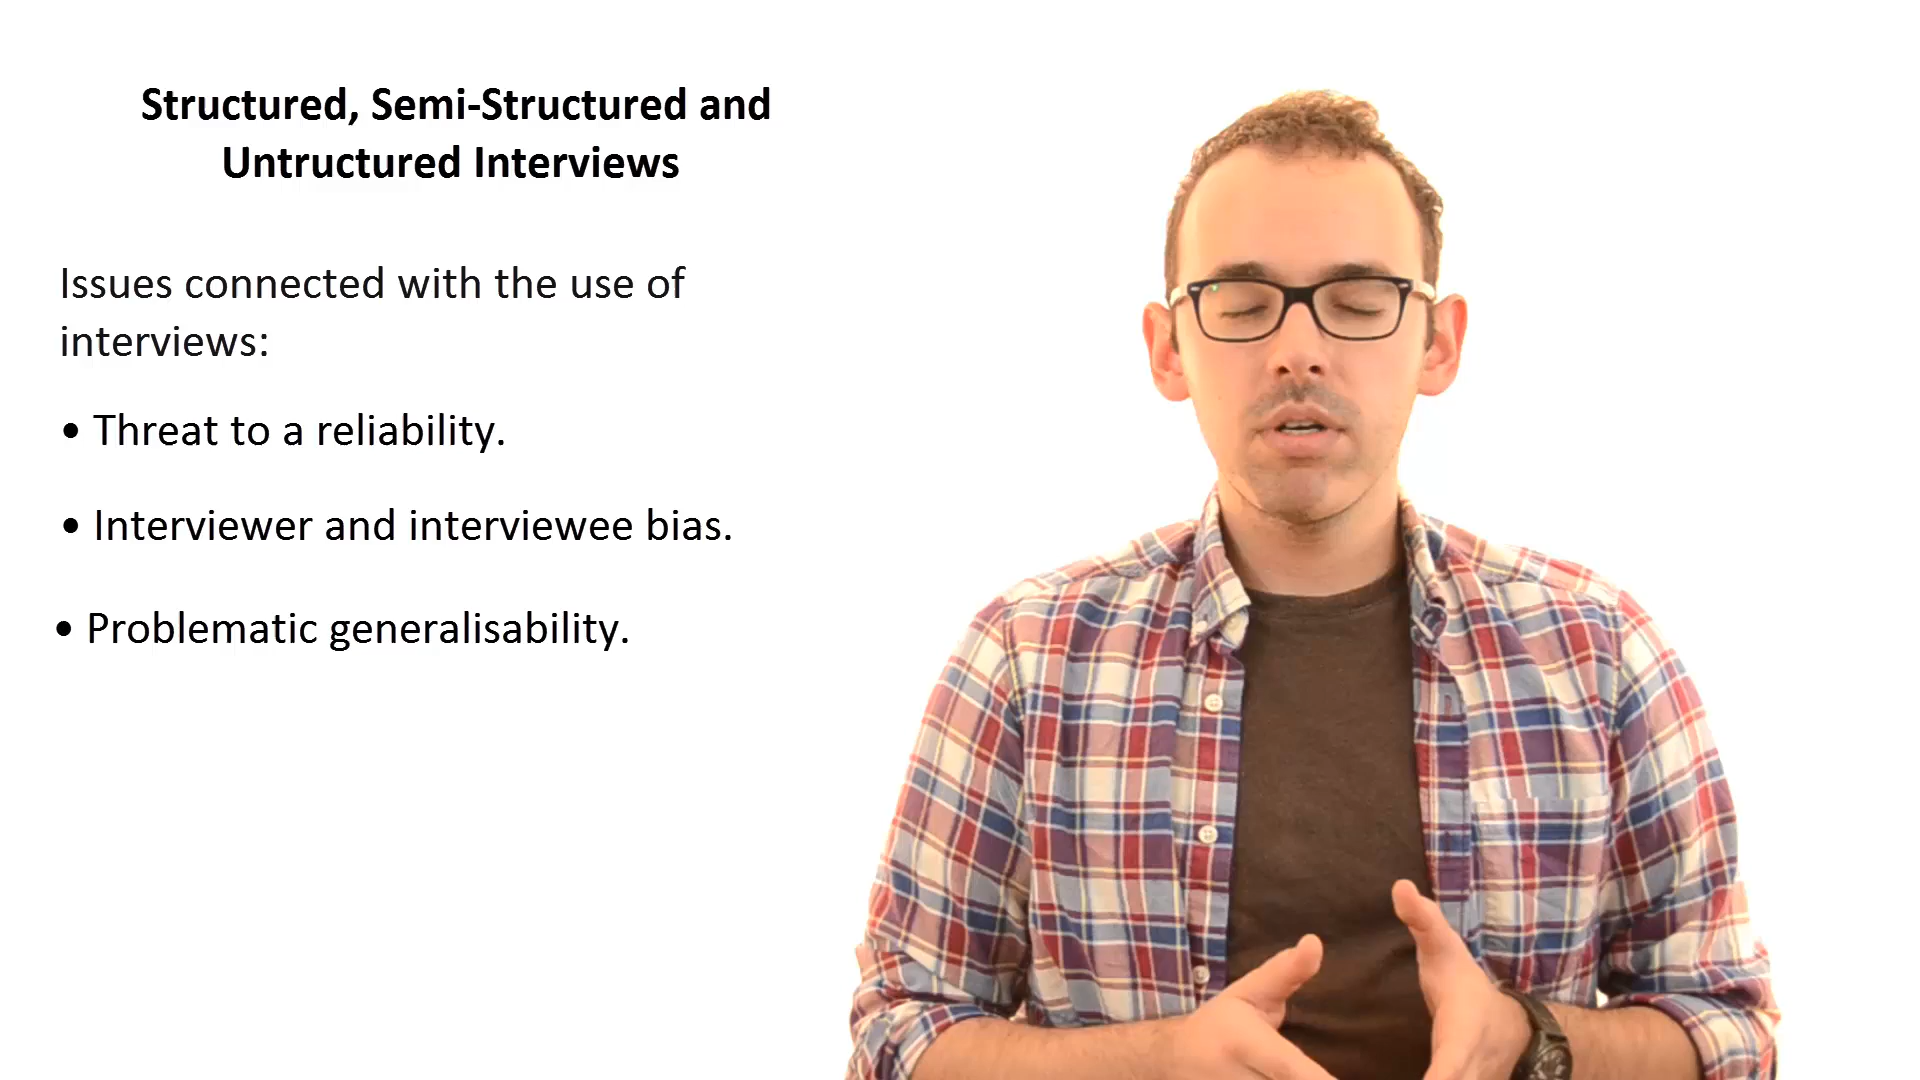 Structured, Semi-Structured and
Untructured Interviews
Issues connected with the use of
interviews:
• Threat to a reliability.
• Interviewer and interviewee bias.
• Problematic generalisability.